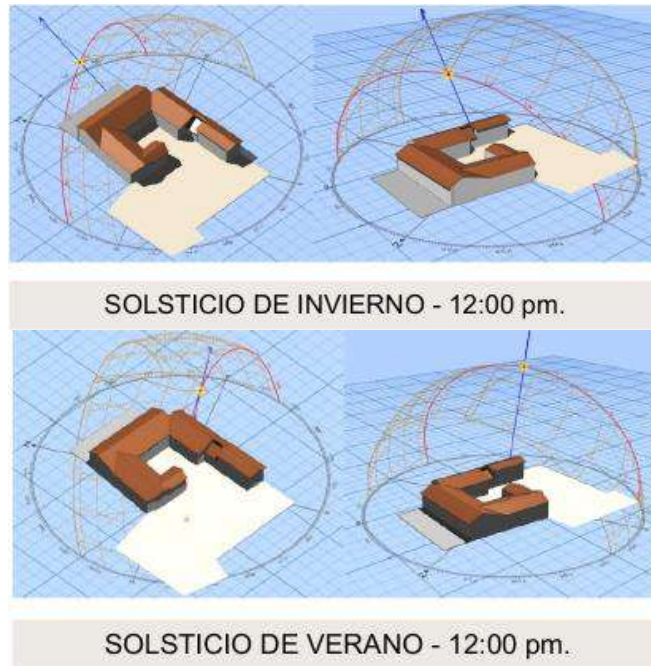 SOLSTICIO DE INVIERNO - 12:00 pm.
SOLSTICIO DE VERANO - 12:00 pm.